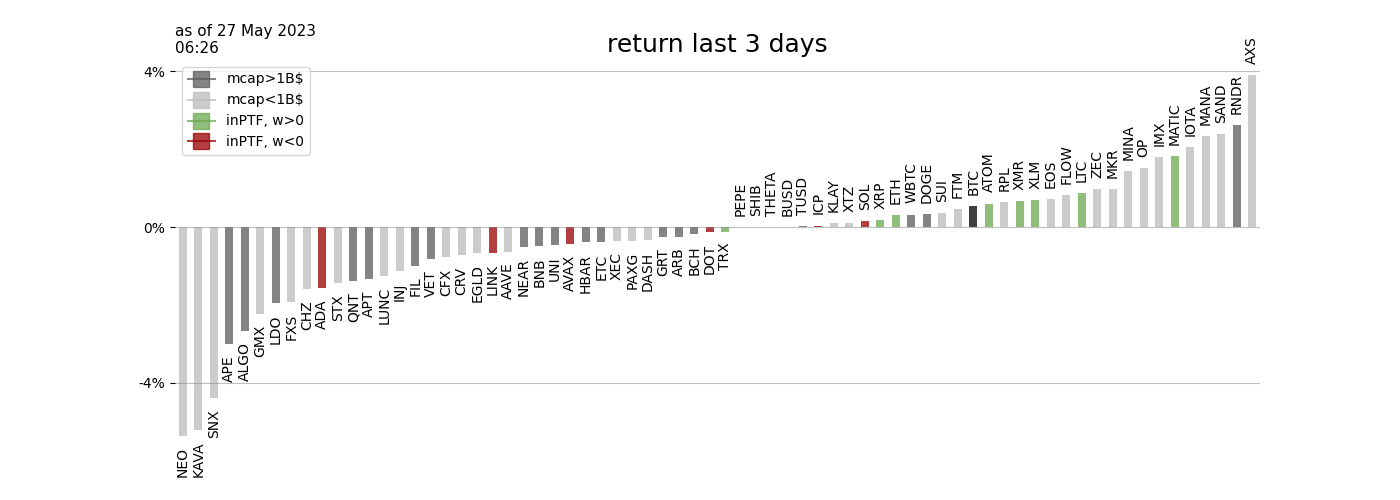 as of 27 May 2023
06:26
return last 3 days
mcap>1B$
mcap<1B$
inPTF, w>0
inPTF, w<0
4%
0%
-4%
NEO
KAVA
SNX
APE
ALGO
GMX
LDO
FXS
CHZ
ADA
STX
QNT
APT
LUNC
INJ
FIL
VET
CFX
CRV
EGLD
LINK
AAVE
NEAR
BNB
UNI
AVAX
HBAR
ETC
XEC
PAXG
DASH
GRT
ARB
BCH
DOT
TRX
PEPE
SHIB
THETA
BUSD
TUSD
ICP
KLAY
XTZ
SOL
XRP
ETH
WBTC
DOGE
SUI
FTM
BTC
ATOM
RPL
XMR
XLM
EOS
FLOW
LTC
ZEC
MKR
MINA
OP
IMX
MATIC
IOTA
MANA
SAND
RNDR
AXS